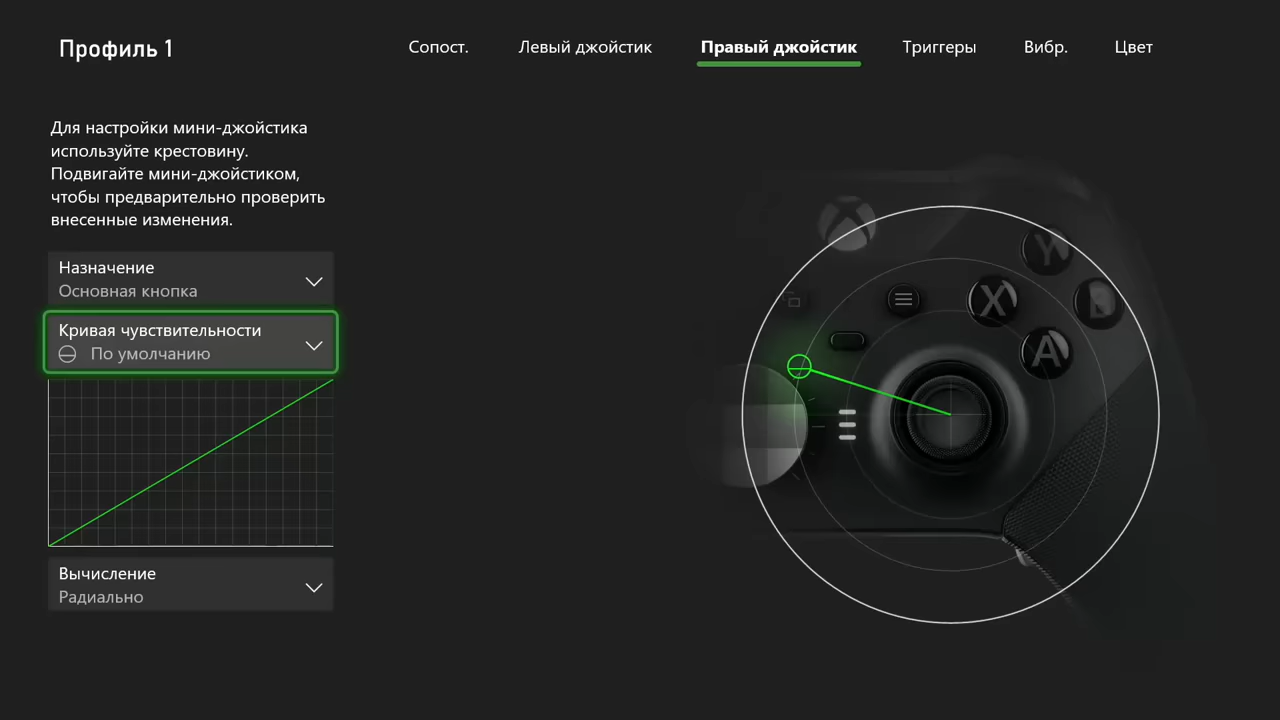 Профиль 1
Сопост.
Левый джойстик
Правый джойстик
Триггеры
Вибр.
Цвет
Для настройки мини-джойстика
используйте крестовину.
Подвигайте мини-джойстиком,
чтобы предварительно проверить
внесенные изменения.
Назначение
Основная кнопка
Кривая чувствительности
По умолчанию
Вычисление
Радиально
Y
X
B
A